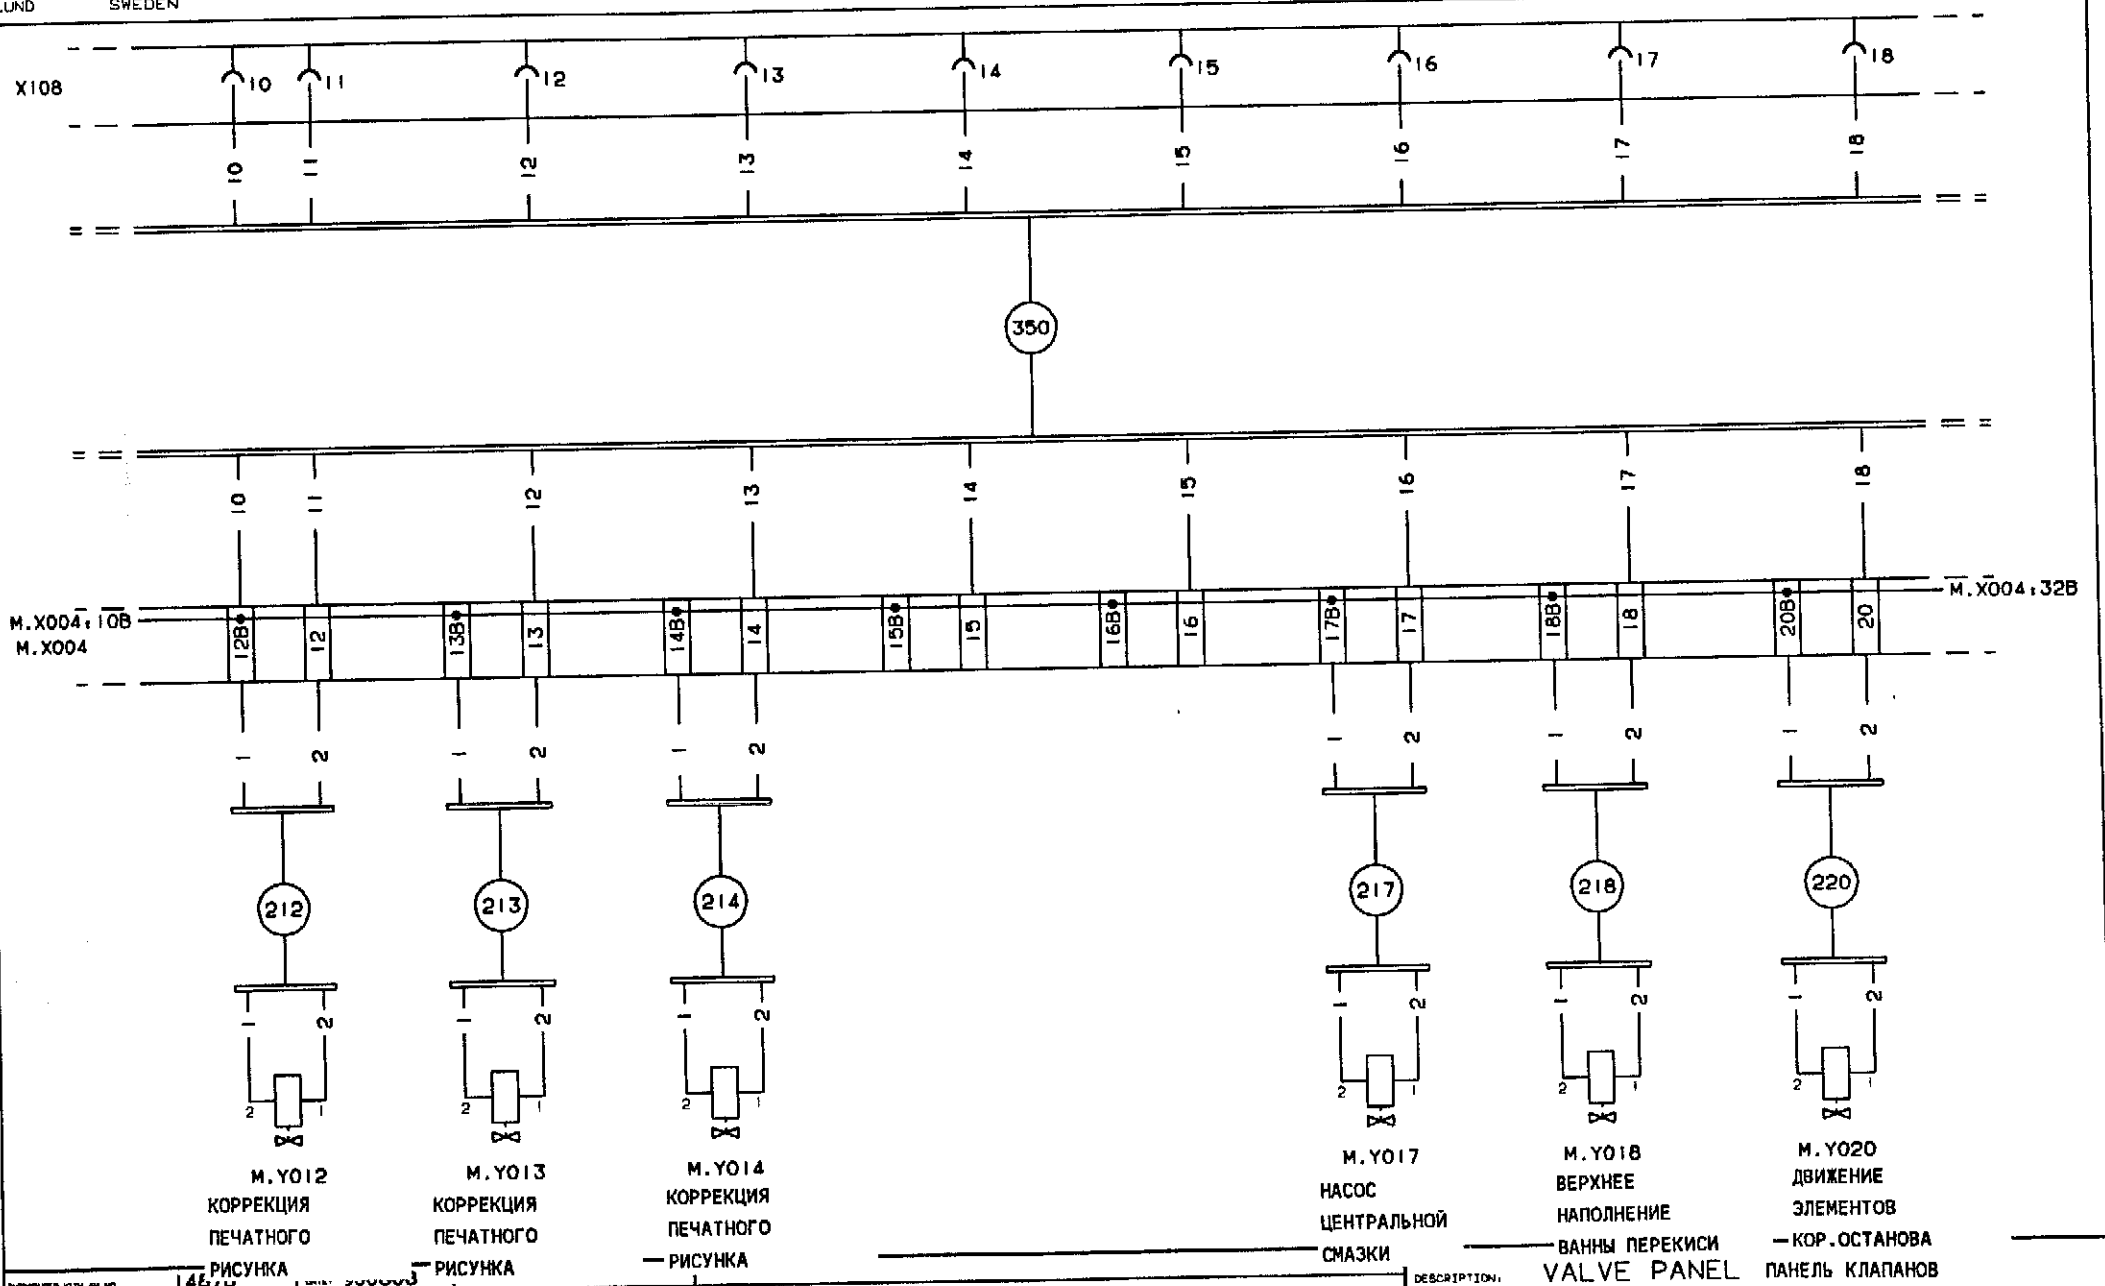 SWEDEN
X108
10 11 12 13 14 15 16 17 18
10 11 12 13 14 15 16 17 18
350
10 11 12 13 14 15 16 17 18
M.X004:10B
M.X004:32B
M.X004
12B 12 13B 13 14B 14 15B 15 16B 16 17B 17 18B 18 20B 20
1 2 1 2 1 2 1 2 1 2 1 2
212 213 214 217 218 220
1 2 1 2 1 2 1 2 1 2 1 2
2 1 2 1 2 1 2 1 2 1 2 1
M.Y012
КОРРЕКЦИЯ
ПЕЧАТНОГО
РИСУНКА
M.Y013
КОРРЕКЦИЯ
ПЕЧАТНОГО
РИСУНКА
M.Y014
КОРРЕКЦИЯ
ПЕЧАТНОГО
РИСУНКА
M.Y017
НАСОС
ЦЕНТРАЛЬНОЙ
СМАЗКИ
M.Y018
ВЕРХНЕЕ
НАПОЛНЕНИЕ
ВАННЫ ПЕРЕКИСИ
M.Y020
ДВИЖЕНИЕ
ЭЛЕМЕНТОВ
КОР.ОСТАНОВА
DESCRIPTION: VALVE PANEL ПАНЕЛЬ КЛАПАНОВ